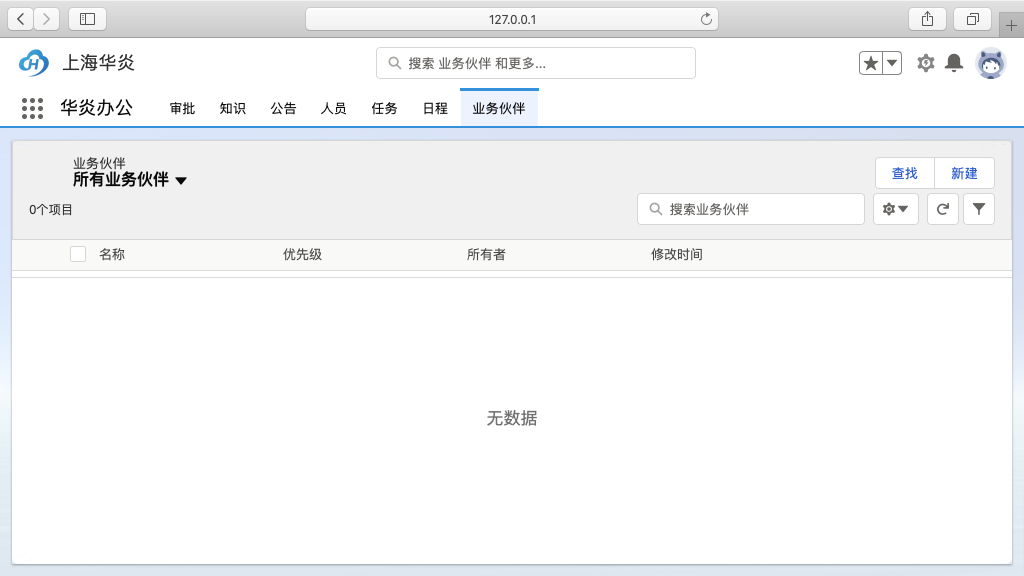 127.0.0.1
上海华炎
搜索 业务伙伴 和更多...
华炎办公
审批
知识
公告
人员
任务
日程
业务伙伴
业务伙伴
所有业务伙伴
查找
新建
0个项目
搜索业务伙伴
名称
优先级
所有者
修改时间
无数据